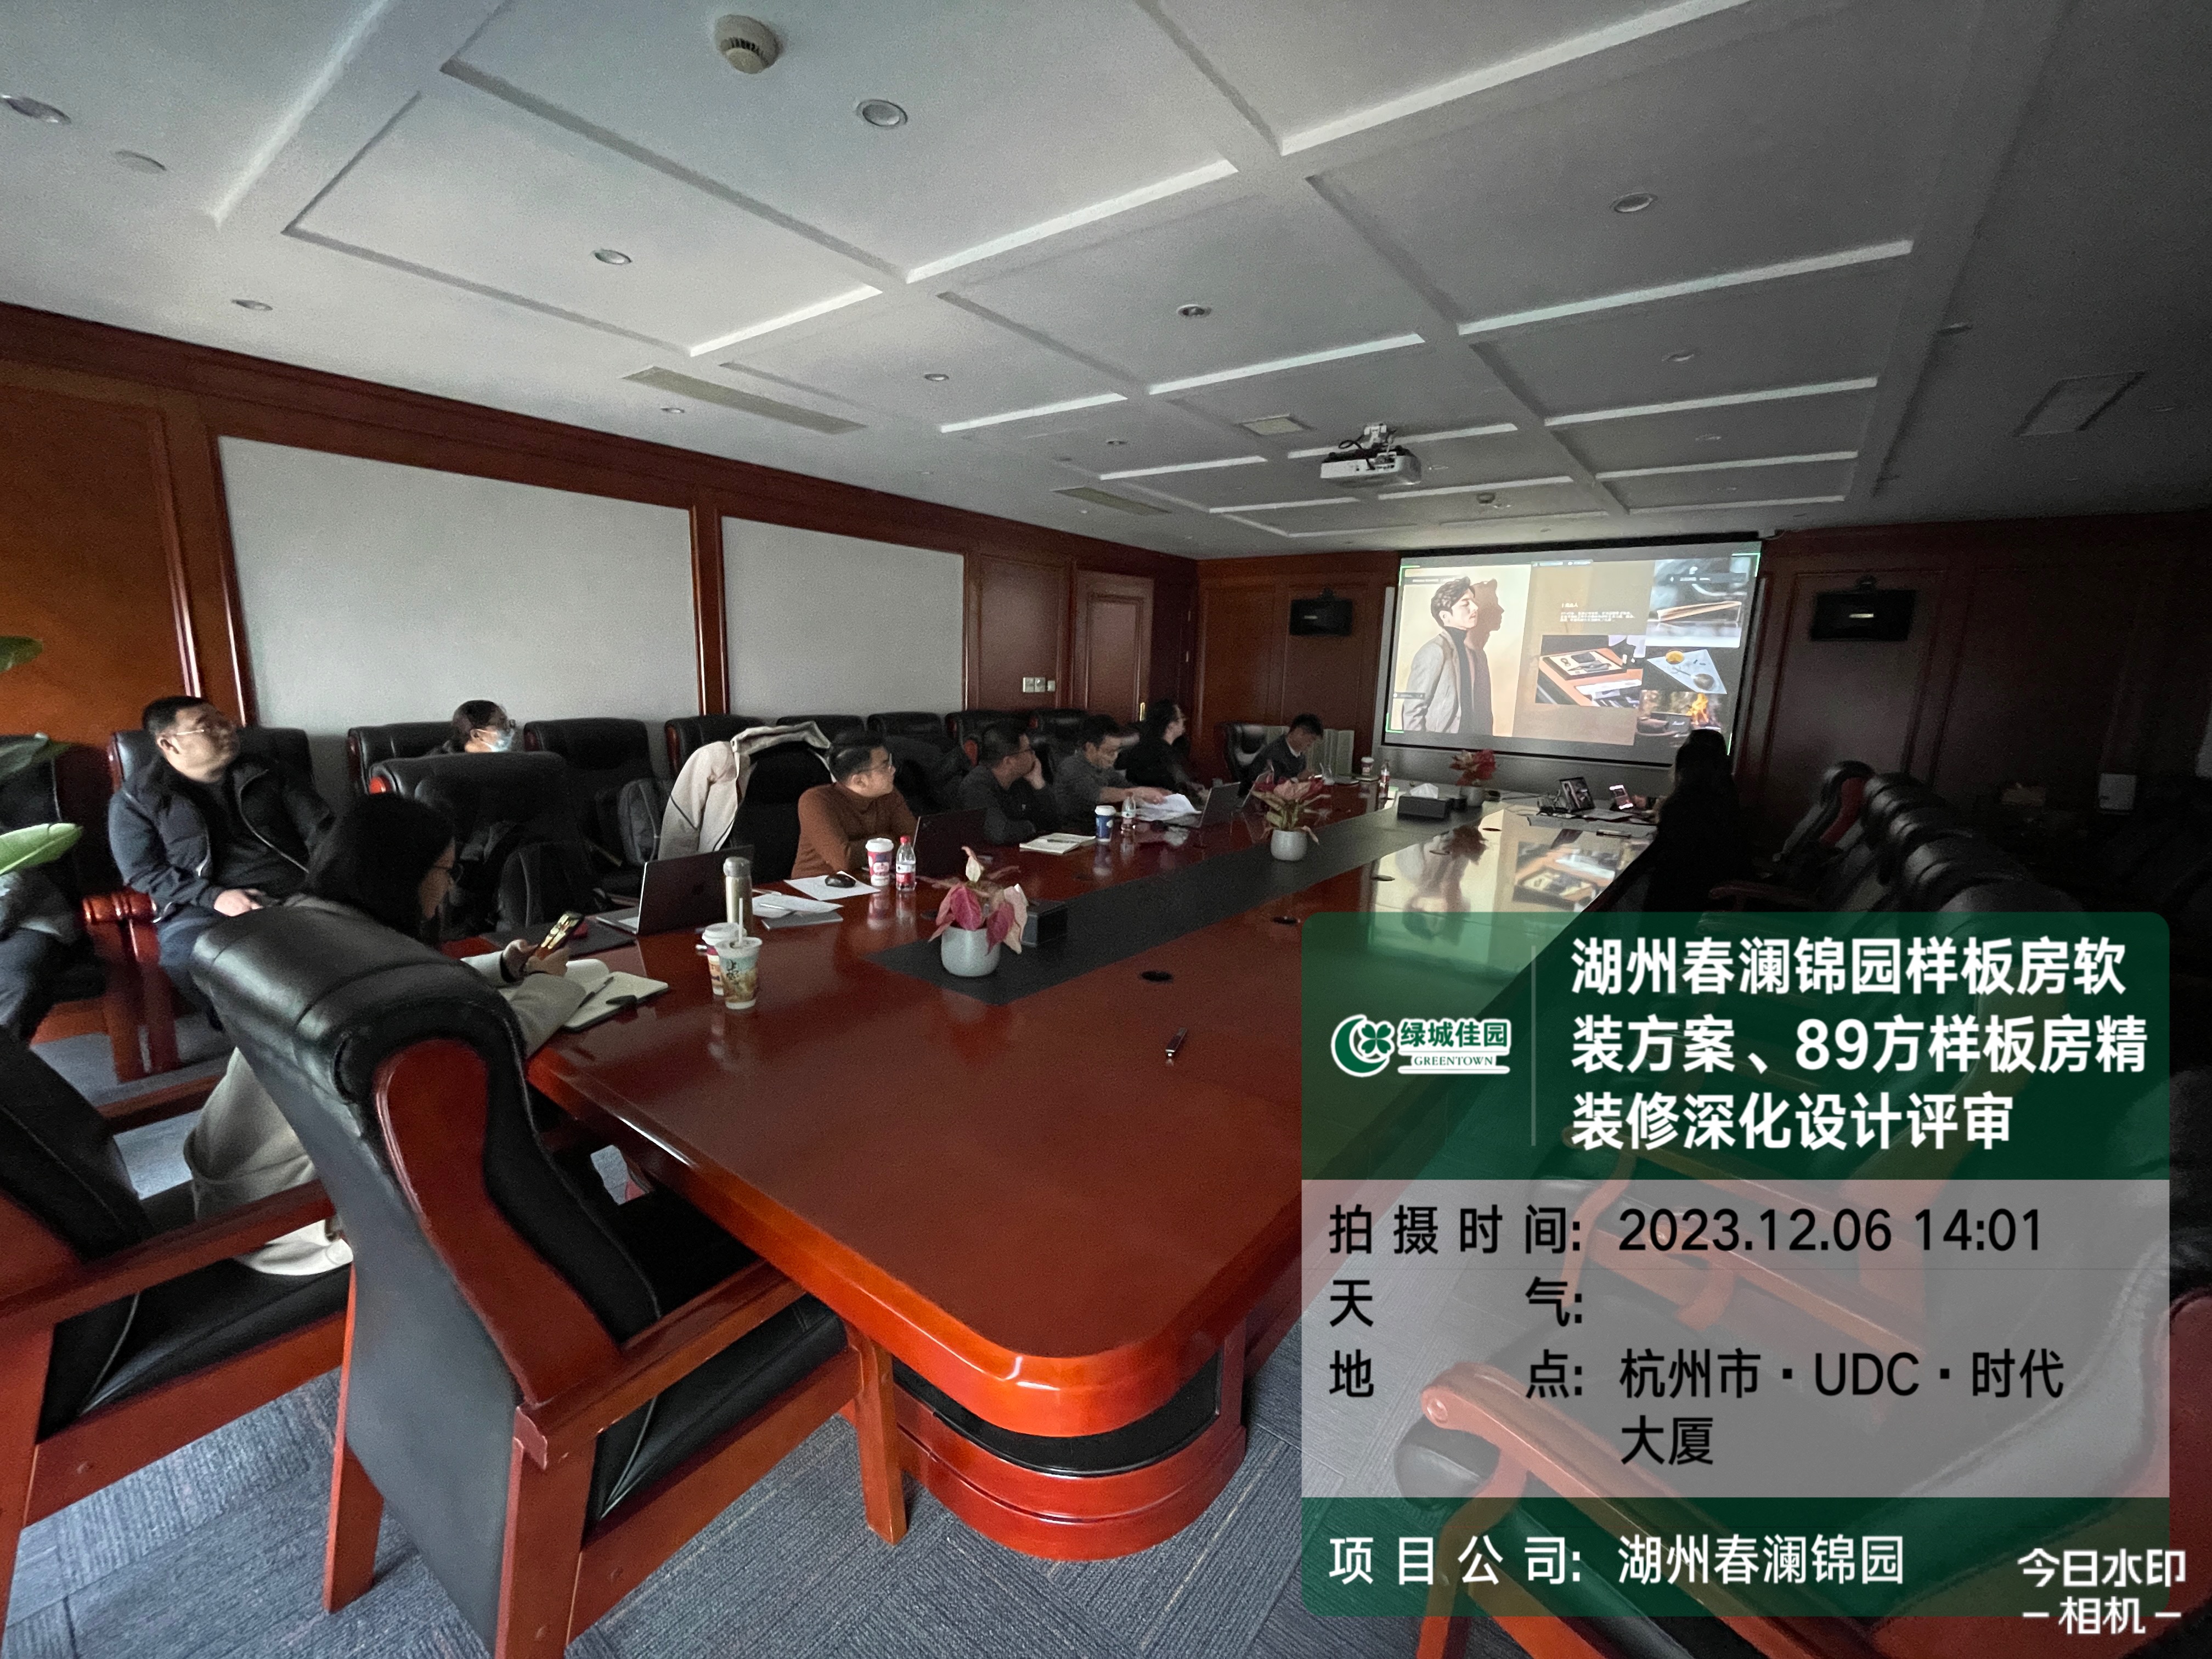 绿城佳园
GREENTOWN
湖州春澜锦园样板房软
装方案、89方样板房精
装修深化设计评审
拍摄时间: 2023.12.06 14:01
天气:
地点: 杭州市·UDC·时代
大厦
项目公司: 湖州春澜锦园
今日水印
相机